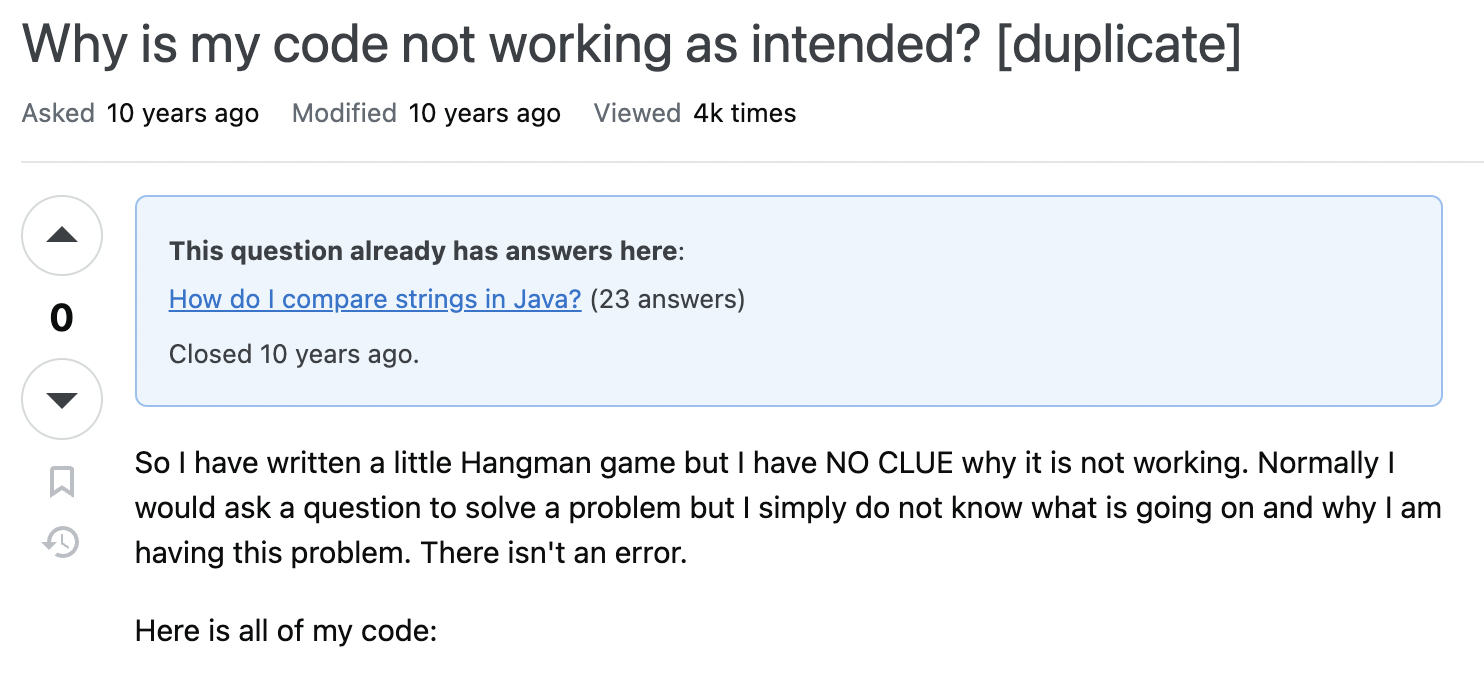 Why is my code not working as intended? [duplicate]
Asked 10 years ago Modified 10 years ago Viewed 4k times
This question already has answers here:
How do I compare strings in Java? (23 answers)
0
Closed 10 years ago.
So I have written a little Hangman game but I have NO CLUE why it is not working. Normally I
would ask a question to solve a problem but I simply do not know what is going on and why I am
having this problem. There isn't an error.
Here is all of my code: